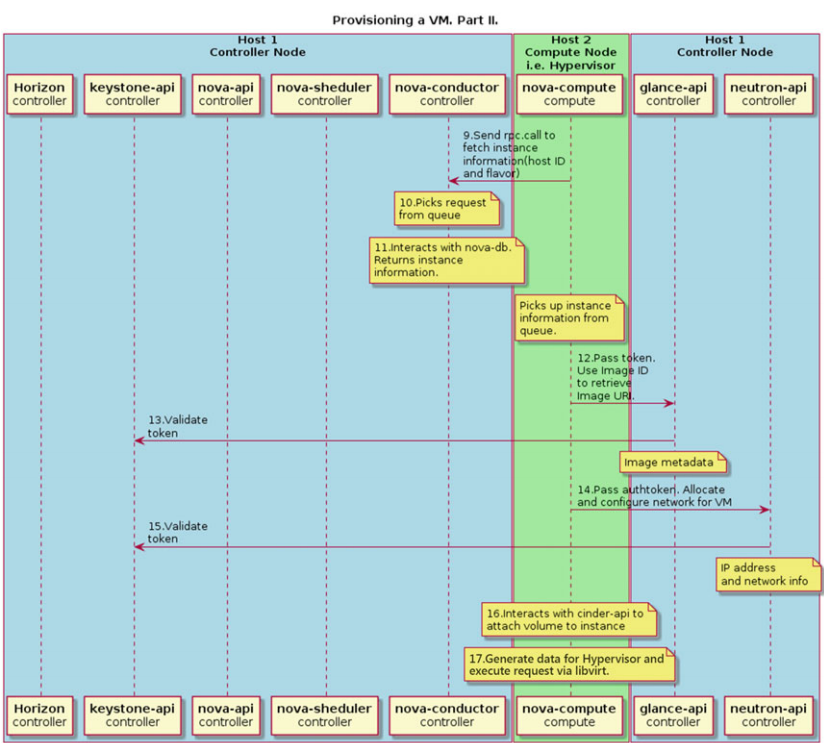 Provisioning a VM. Part II.
Host 1
Controller Node
Host 2
Compute Node
i.e. Hypervisor
Host 1
Controller Node
Horizon
controller
keystone-api
controller
nova-api
controller
nova-sheduler
controller
nova-conductor
controller
nova-compute
compute
glance-api
controller
neutron-api
controller
9.Send rpc.call to
fetch instance
information(host ID
and flavor)
10.Picks request
from queue
11.Interacts with nova-db.
Returns instance
information.
Picks up instance
information from
queue.
12.Pass token.
Use Image ID
to retrieve
Image URI.
13.Validate
token
Image metadata
14.Pass authtoken. Allocate
and configure network for VM
15.Validate
token
IP address
and network info
16.Interacts with cinder-api to
attach volume to instance
17.Generate data for Hypervisor and
execute request via libvirt.
Horizon
controller
keystone-api
controller
nova-api
controller
nova-sheduler
controller
nova-conductor
controller
nova-compute
compute
glance-api
controller
neutron-api
controller